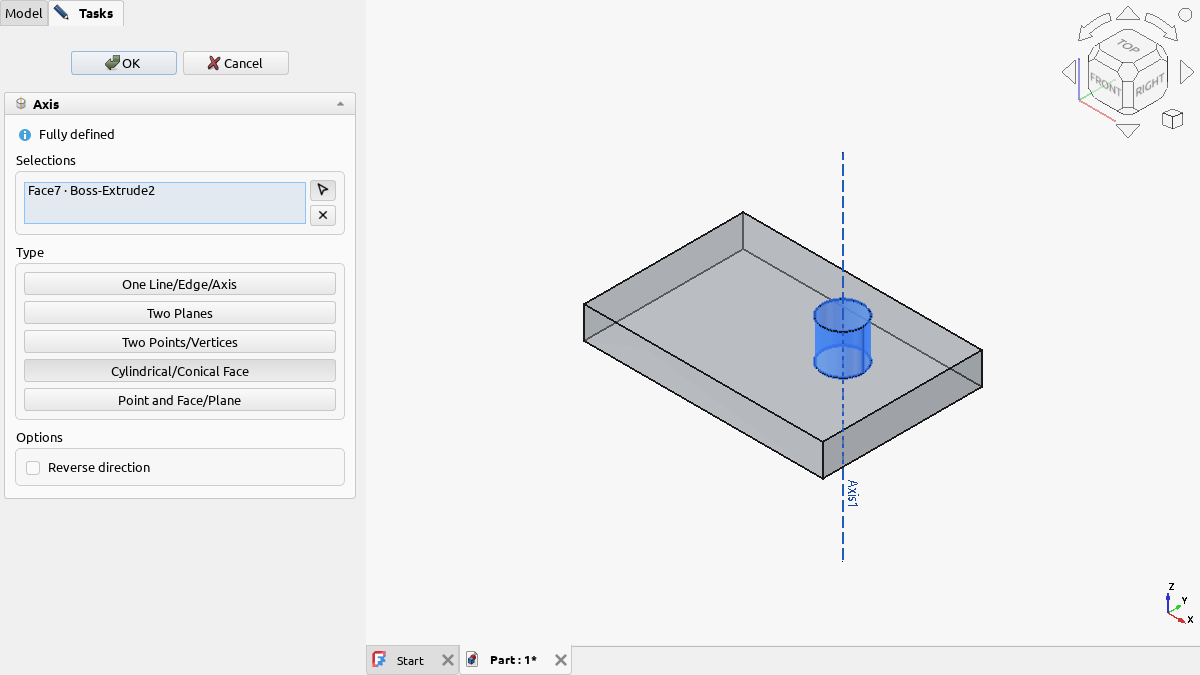 Model
Tasks
OK
Cancel
Axis
Fully defined
Selections
Face7 · Boss-Extrude2
Type
One Line/Edge/Axis
Two Planes
Two Points/Vertices
Cylindrical/Conical Face
Point and Face/Plane
Options
Reverse direction
TOP
FRONT
RIGHT
Axis1
Z
Y
X
Start
Part : 1*